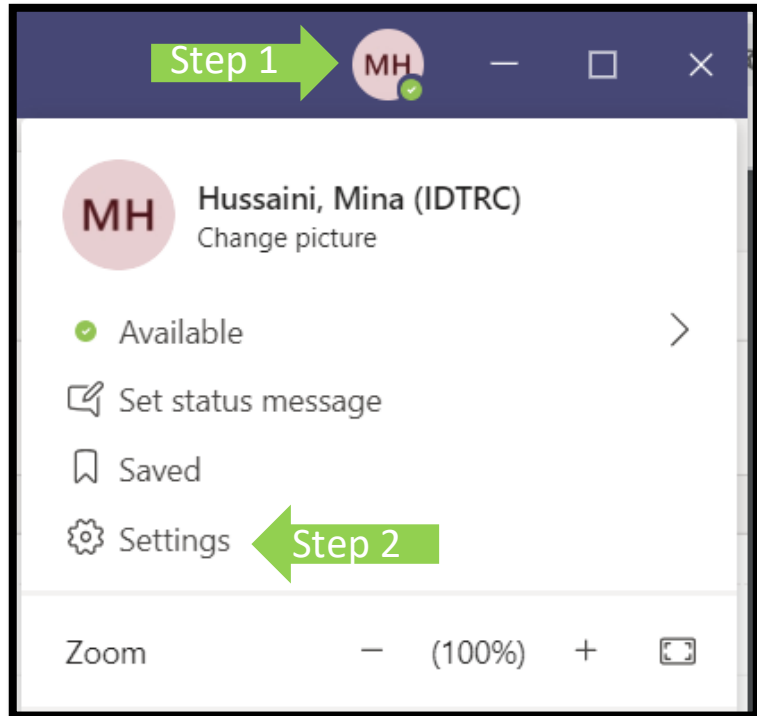 Step 1
MH
MH
Hussaini, Mina (IDTRC)
Change picture
Available
Set status message
Saved
Settings
Step 2
Zoom − (100%) +